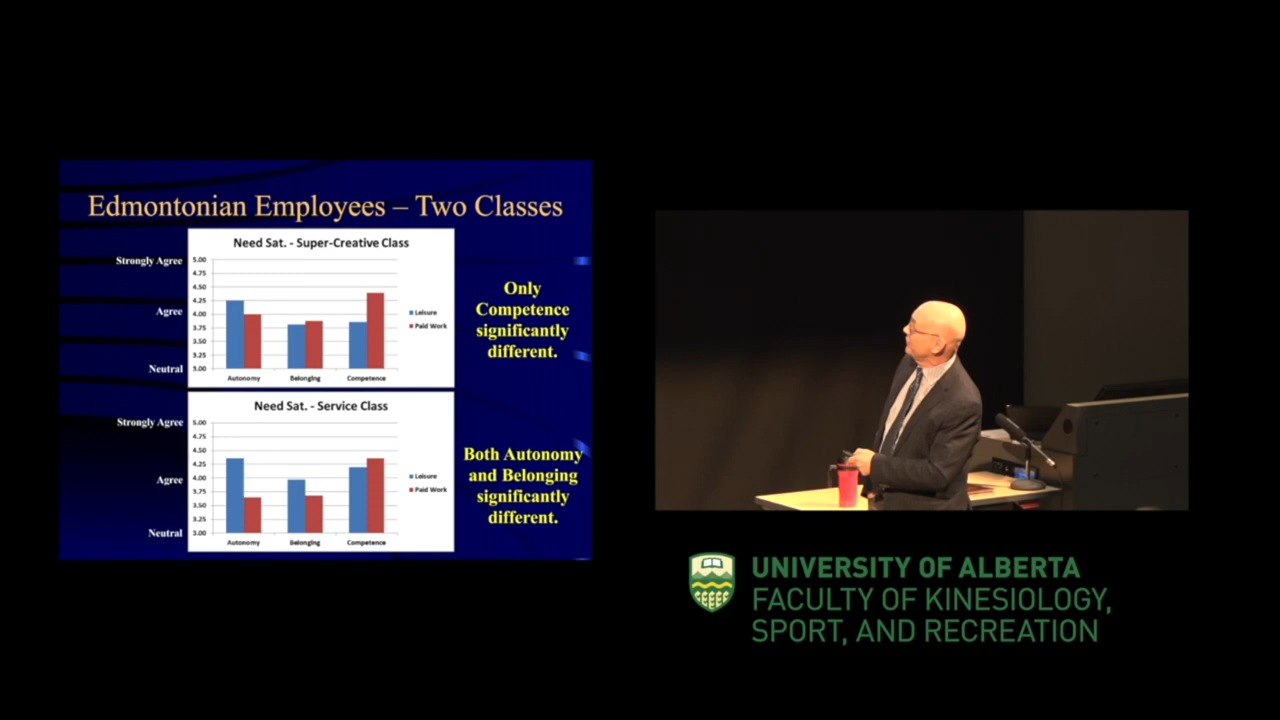 Edmontonian Employees – Two Classes
Need Sat. - Super-Creative Class
Strongly Agree
Agree
Neutral
5.00
4.75
4.50
4.25
4.00
3.75
3.50
3.25
3.00
Autonomy Belonging Competence
Leisure
Paid Work
Only
Competence
significantly
different.
Need Sat. - Service Class
Strongly Agree
Agree
Neutral
5.00
4.75
4.50
4.25
4.00
3.75
3.50
3.25
3.00
Autonomy Belonging Competence
Leisure
Paid Work
Both Autonomy
and Belonging
significantly
different.
UNIVERSITY OF ALBERTA
FACULTY OF KINESIOLOGY,
SPORT, AND RECREATION